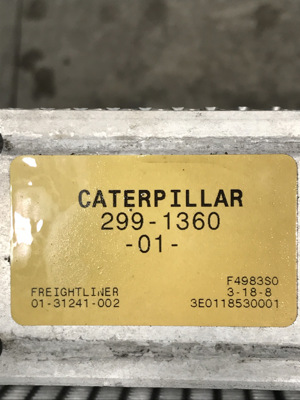 CATERPILLAR
299-1360
-01-
F4983S0
FREIGHTLINER 3-18-8
01-31241-002 3E0118530001